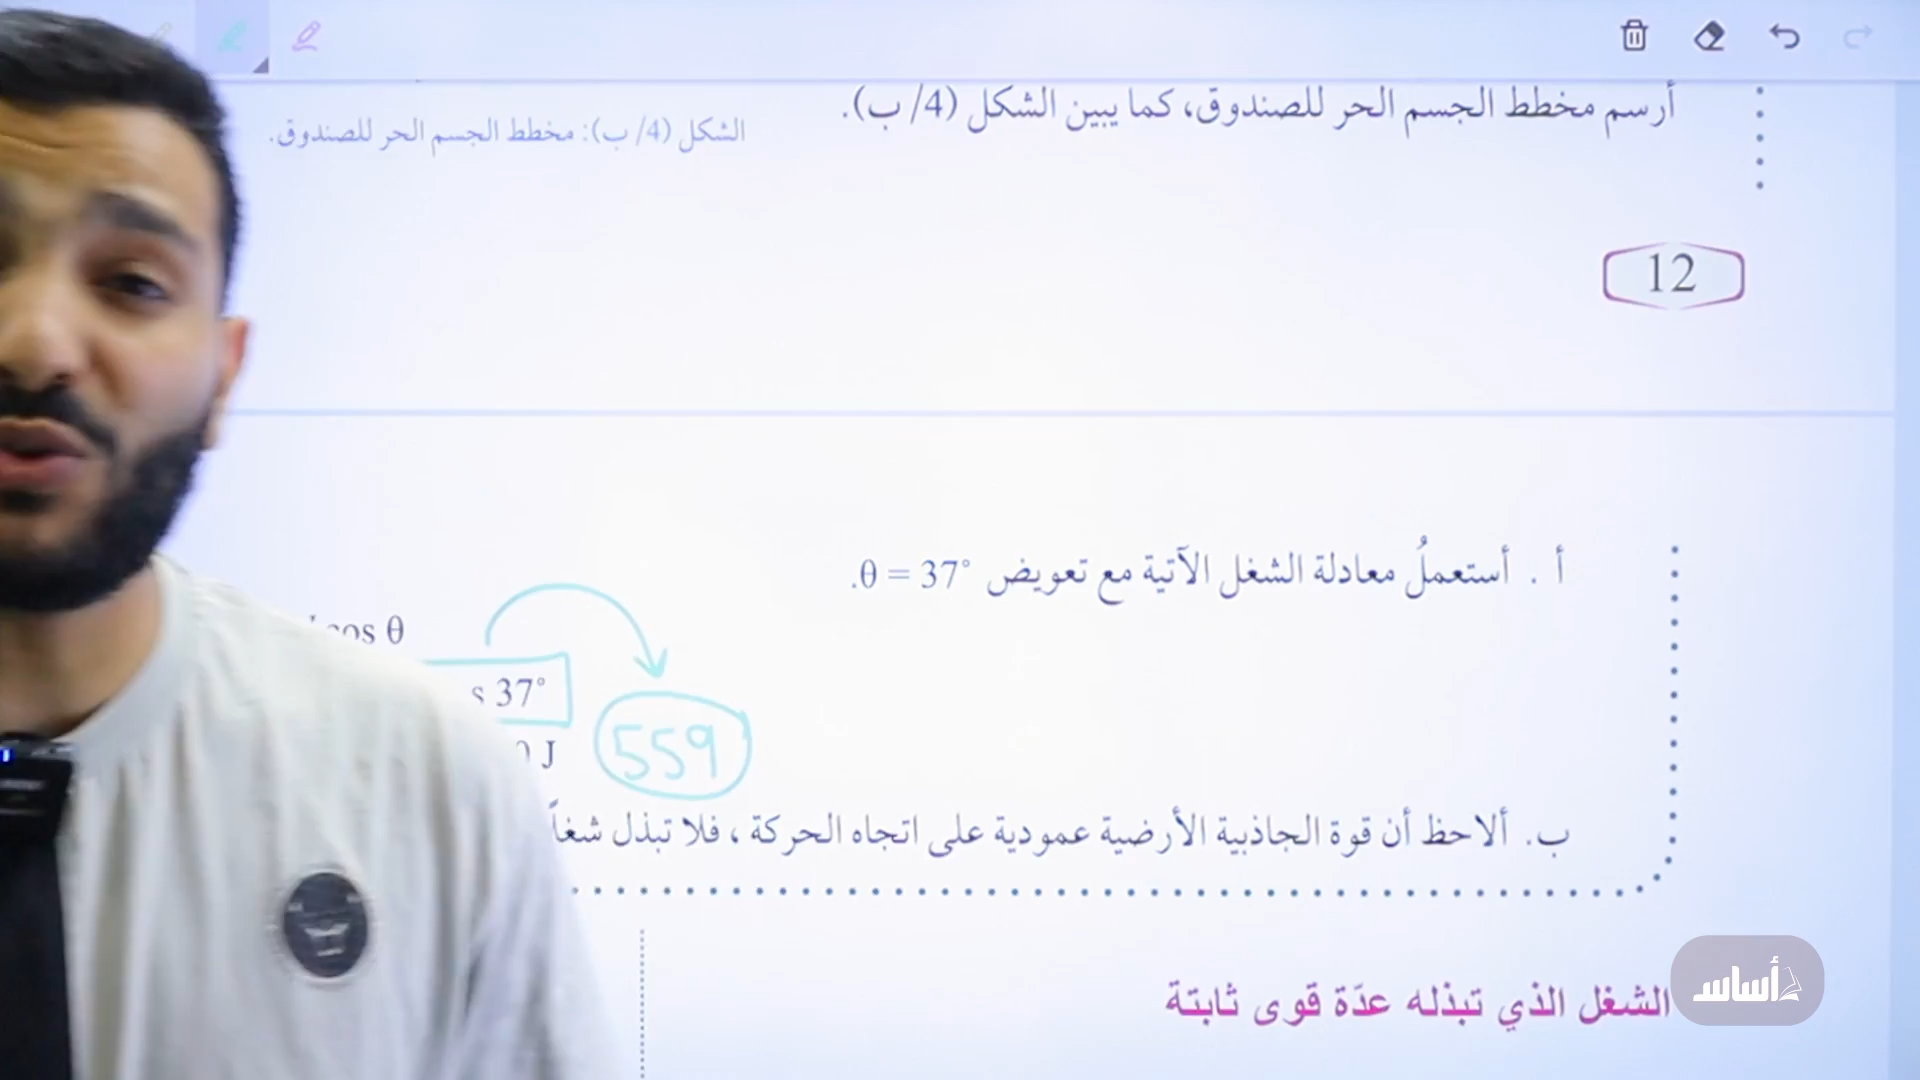 أرسم مخطط الجسم الحر للصندوق، كما يبين الشكل (4/ ب).
الشكل (4/ ب): مخطط الجسم الحر للصندوق.
12
أ . أستعملُ معادلة الشغل الآتية مع تعويض θ = 37°.
cos θ
s 37°
J
559
ب. ألاحظ أن قوة الجاذبية الأرضية عمودية على اتجاه الحركة ، فلا تبذل
الشغل الذي تبذله عدّة قوى ثابتة
أساس